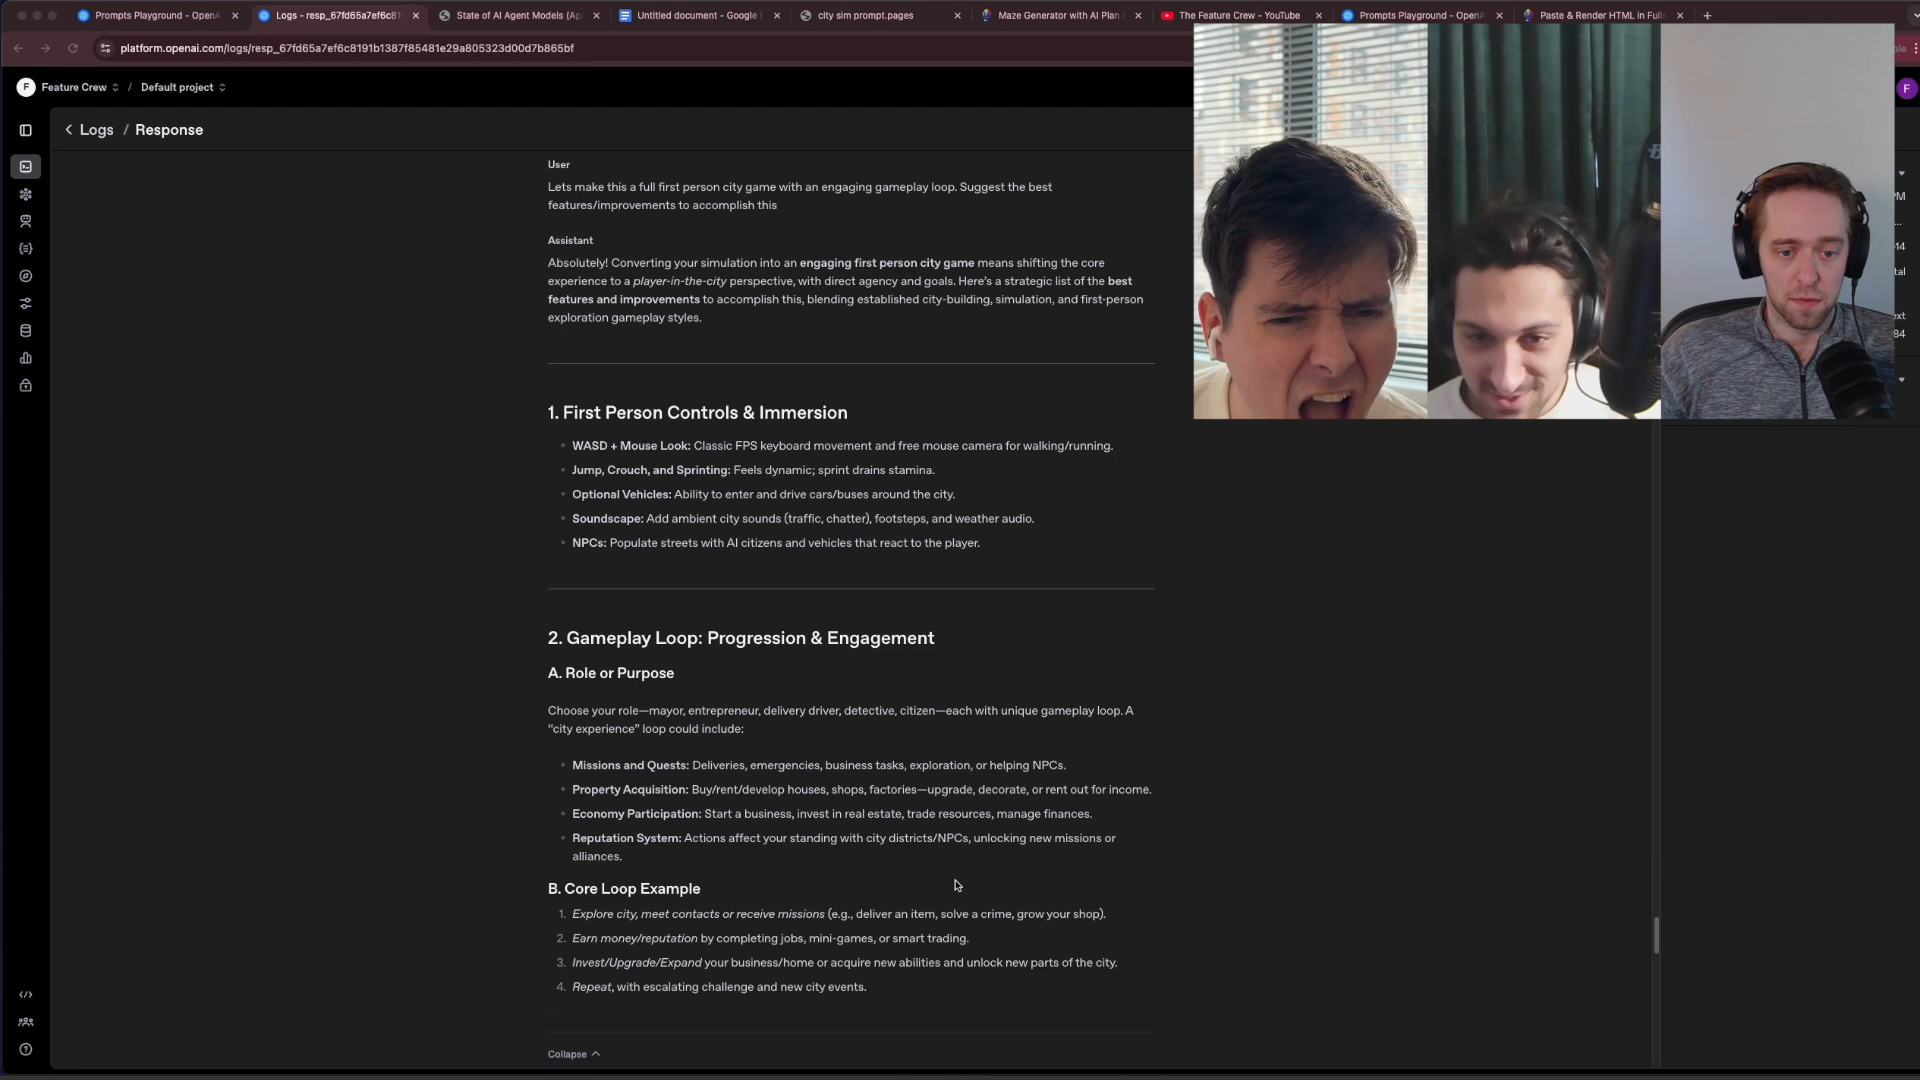 Prompts Playground - OpenA
Logs - resp_67fd65a7ef6c81
State of AI Agent Models (Ap
Untitled document - Google
city sim prompt.pages
Maze Generator with AI Plan
The Feature Crew - YouTube
Prompts Playground - OpenA
Paste & Render HTML in Fulls
platform.openai.com/logs/resp_67fd65a7ef6c8191b1387f85481e29a805323d00d7b865bf
F Feature Crew / Default project
F
Logs / Response
User
Lets make this a full first person city game with an engaging gameplay loop. Suggest the best
features/improvements to accomplish this
Assistant
Absolutely! Converting your simulation into an engaging first person city game means shifting the core
experience to a player-in-the-city perspective, with direct agency and goals. Here's a strategic list of the best
features and improvements to accomplish this, blending established city-building, simulation, and first-person
exploration gameplay styles.
1. First Person Controls & Immersion
WASD + Mouse Look: Classic FPS keyboard movement and free mouse camera for walking/running.
Jump, Crouch, and Sprinting: Feels dynamic; sprint drains stamina.
Optional Vehicles: Ability to enter and drive cars/buses around the city.
Soundscape: Add ambient city sounds (traffic, chatter), footsteps, and weather audio.
NPCs: Populate streets with AI citizens and vehicles that react to the player.
2. Gameplay Loop: Progression & Engagement
A. Role or Purpose
Choose your role—mayor, entrepreneur, delivery driver, detective, citizen—each with unique gameplay loop. A
“city experience” loop could include:
Missions and Quests: Deliveries, emergencies, business tasks, exploration, or helping NPCs.
Property Acquisition: Buy/rent/develop houses, shops, factories—upgrade, decorate, or rent out for income.
Economy Participation: Start a business, invest in real estate, trade resources, manage finances.
Reputation System: Actions affect your standing with city districts/NPCs, unlocking new missions or
alliances.
B. Core Loop Example
1. Explore city, meet contacts or receive missions (e.g., deliver an item, solve a crime, grow your shop).
2. Earn money/reputation by completing jobs, mini-games, or smart trading.
3. Invest/Upgrade/Expand your business/home or acquire new abilities and unlock new parts of the city.
4. Repeat, with escalating challenge and new city events.
Collapse